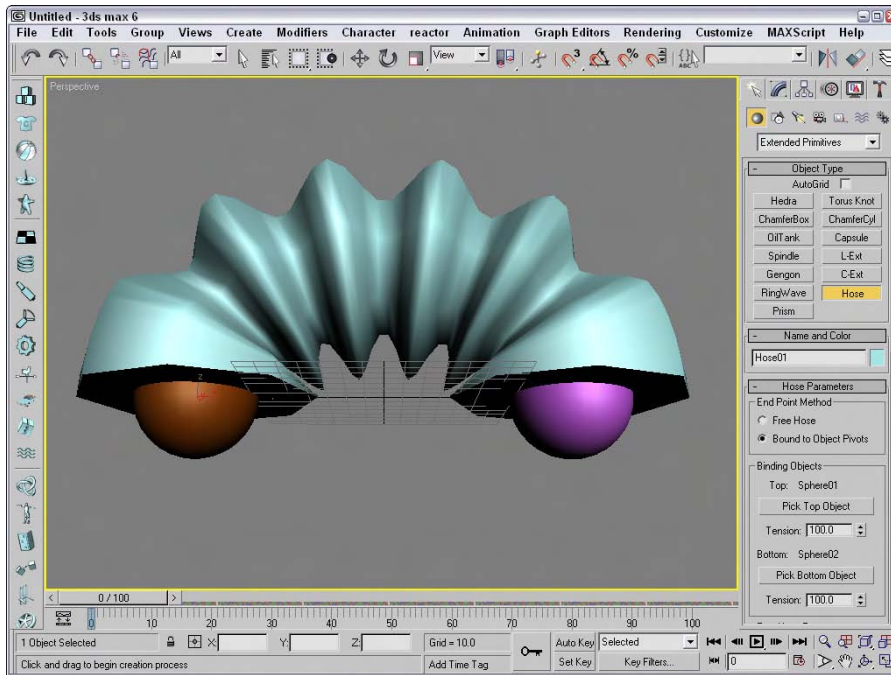 Untitled - 3ds max 6
File Edit Tools Group Views Create Modifiers Character reactor Animation Graph Editors Rendering Customize MAXScript Help
All View
Perspective
Extended Primitives
- Object Type
AutoGrid
Hedra Torus Knot
ChamferBox ChamferCyl
OilTank Capsule
Spindle L-Ext
Gengon C-Ext
RingWave Hose
Prism
- Name and Color
Hose01
- Hose Parameters
End Point Method
Free Hose
Bound to Object Pivots
Binding Objects
Top: Sphere01
Pick Top Object
Tension: 100.0
Bottom: Sphere02
Pick Bottom Object
Tension: 100.0
< 0 / 100 >
0 10 20 30 40 50 60 70 80 90 100
1 Object Selected X: Y: Z: Grid = 10.0 Auto Key Selected
Click and drag to begin creation process Add Time Tag Set Key Key Filters... 0